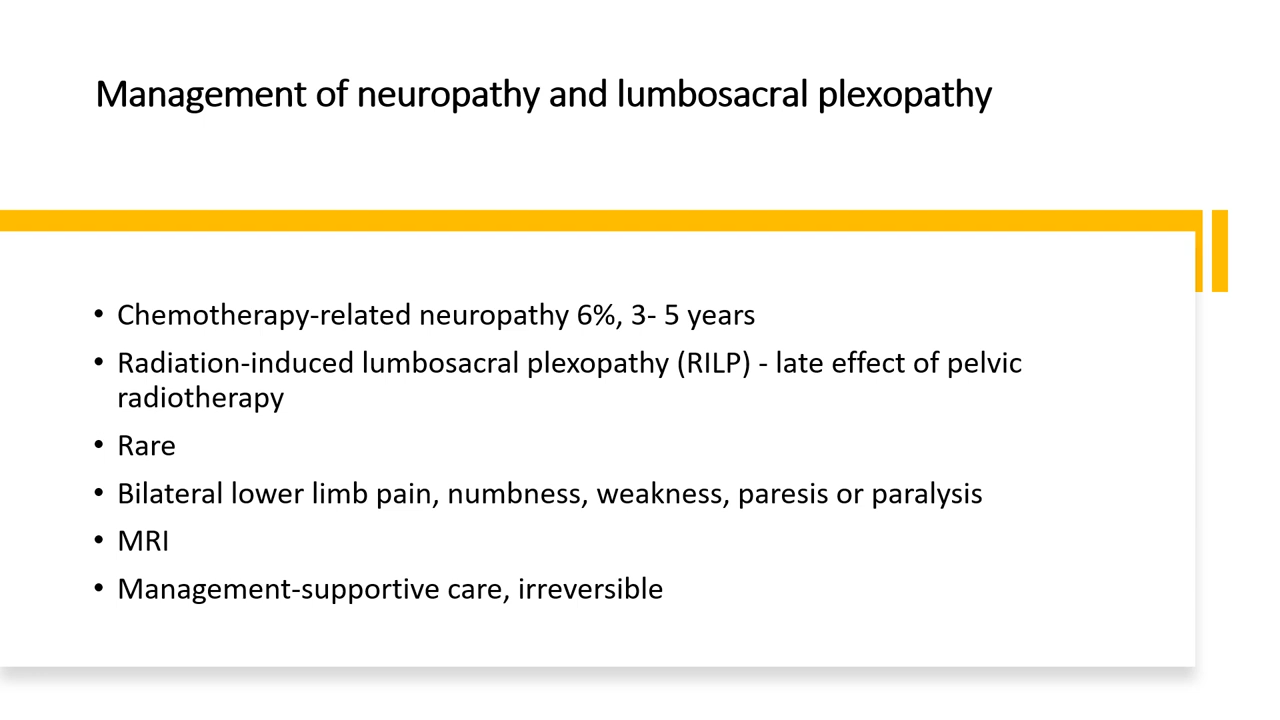 Management of neuropathy and lumbosacral plexopathy
• Chemotherapy-related neuropathy 6%, 3- 5 years
• Radiation-induced lumbosacral plexopathy (RILP) - late effect of pelvic
radiotherapy
• Rare
• Bilateral lower limb pain, numbness, weakness, paresis or paralysis
• MRI
• Management-supportive care, irreversible